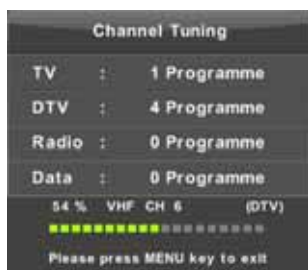 Channel Tuning
TV : 1 Programme
DTV : 4 Programme
Radio : 0 Programme
Data : 0 Programme
54 % VHF CH 6 (DTV)
Please press MENU key to exit